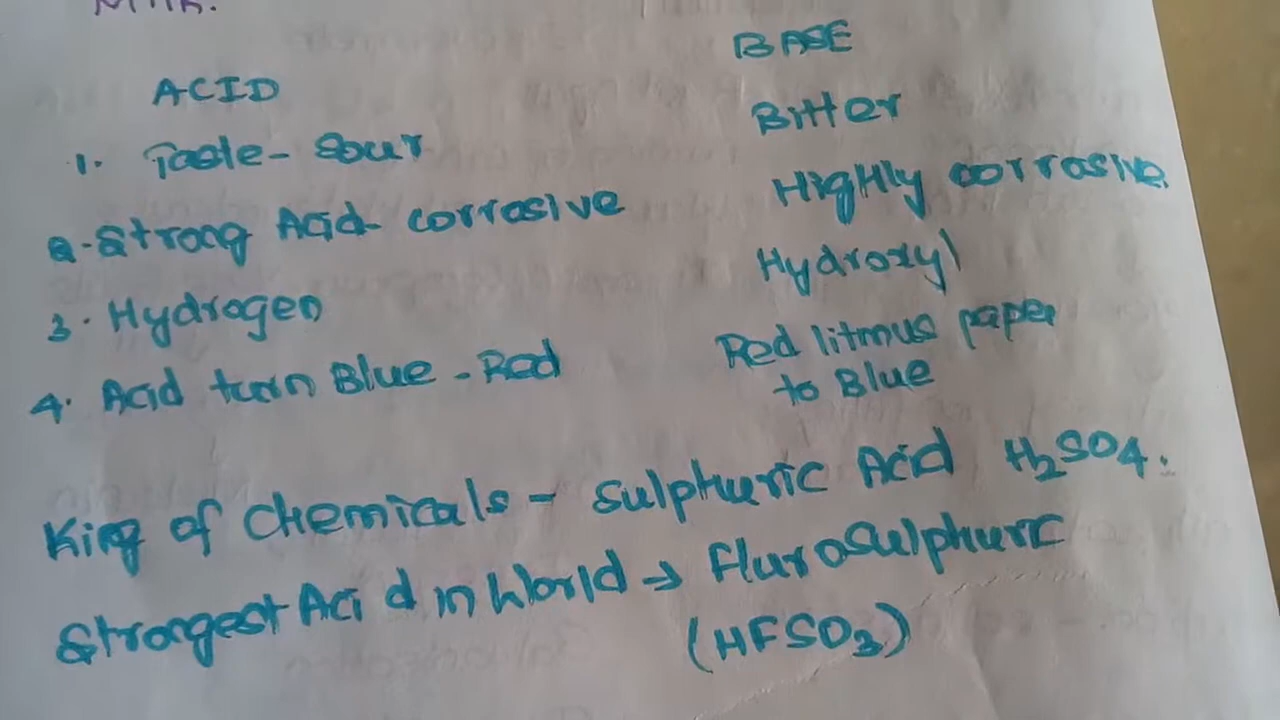 ACID BASE
1. Taste - Sour Bitter
2. Strong Acid - corrosive Highly corrosive.
3. Hydrogen Hydroxyl
4. Acid turn Blue - Red Red litmus paper
to Blue
King of chemicals - Sulphuric Acid H₂SO₄.
Strongest Acid in World → Flurosulphuric
(HFSO₃)